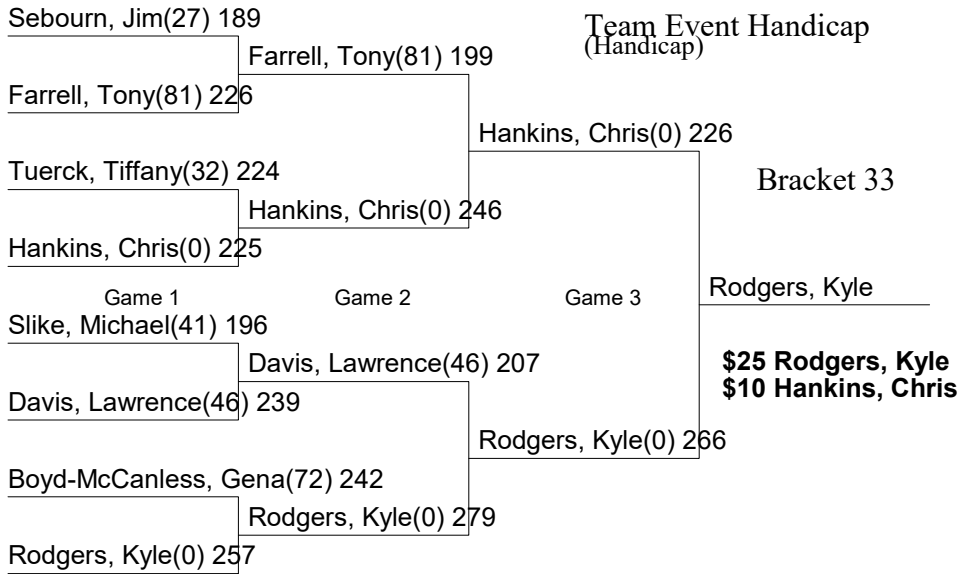 Sebourn, Jim(27) 189
Team Event Handicap
(Handicap)
Farrell, Tony(81) 199
Farrell, Tony(81) 226
Hankins, Chris(0) 226
Tuerck, Tiffany(32) 224
Bracket 33
Hankins, Chris(0) 246
Hankins, Chris(0) 225
Game 1
Game 2
Game 3
Rodgers, Kyle
Slike, Michael(41) 196
Davis, Lawrence(46) 207
$25 Rodgers, Kyle
$10 Hankins, Chris
Davis, Lawrence(46) 239
Rodgers, Kyle(0) 266
Boyd-McCanless, Gena(72) 242
Rodgers, Kyle(0) 279
Rodgers, Kyle(0) 257